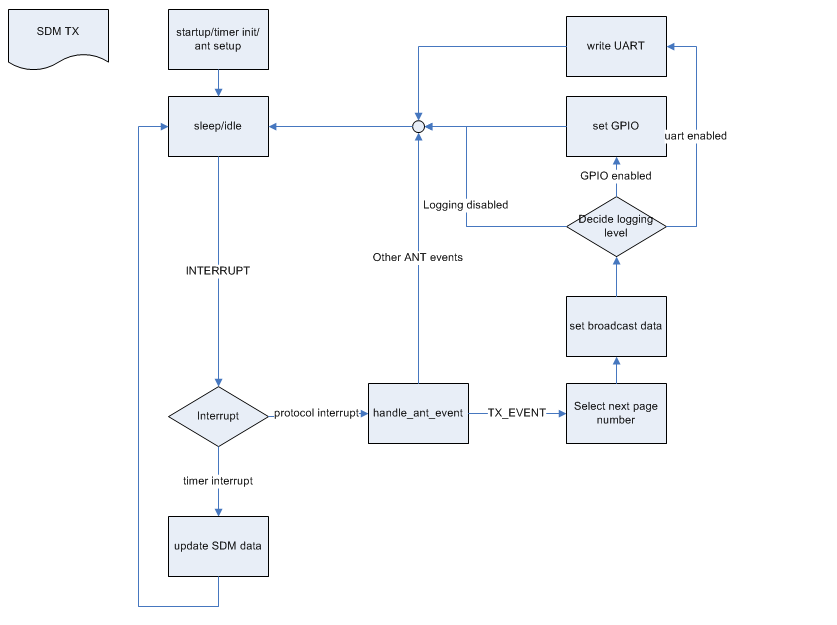 SDM TX
startup/timer init/
ant setup
write UART
sleep/idle
set GPIO
uart enabled
GPIO enabled
Logging disabled
Decide logging
level
Other ANT events
INTERRUPT
set broadcast data
Interrupt
protocol interrupt
handle_ant_event
TX_EVENT
Select next page
number
timer interrupt
update SDM data